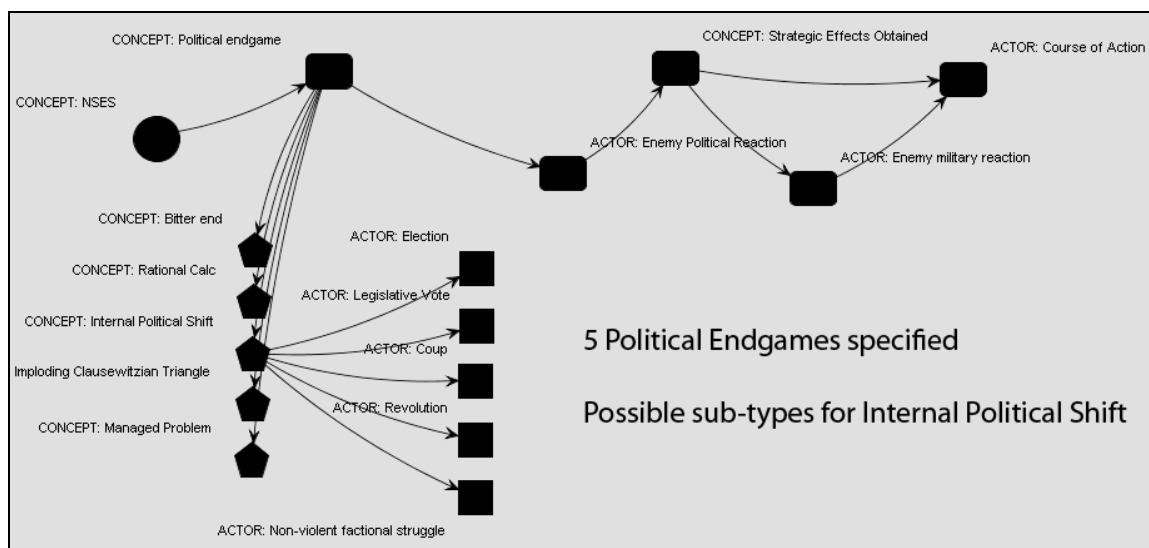 CONCEPT: Political endgame
CONCEPT: Strategic Effects Obtained
ACTOR: Course of Action
CONCEPT: NSES
ACTOR: Enemy Political Reaction
ACTOR: Enemy military reaction
CONCEPT: Bitter end
ACTOR: Election
CONCEPT: Rational Calc
ACTOR: Legislative Vote
CONCEPT: Internal Political Shift
ACTOR: Coup
Imploding Clausewitzian Triangle
ACTOR: Revolution
CONCEPT: Managed Problem
ACTOR: Non-violent factional struggle
5 Political Endgames specified
Possible sub-types for Internal Political Shift